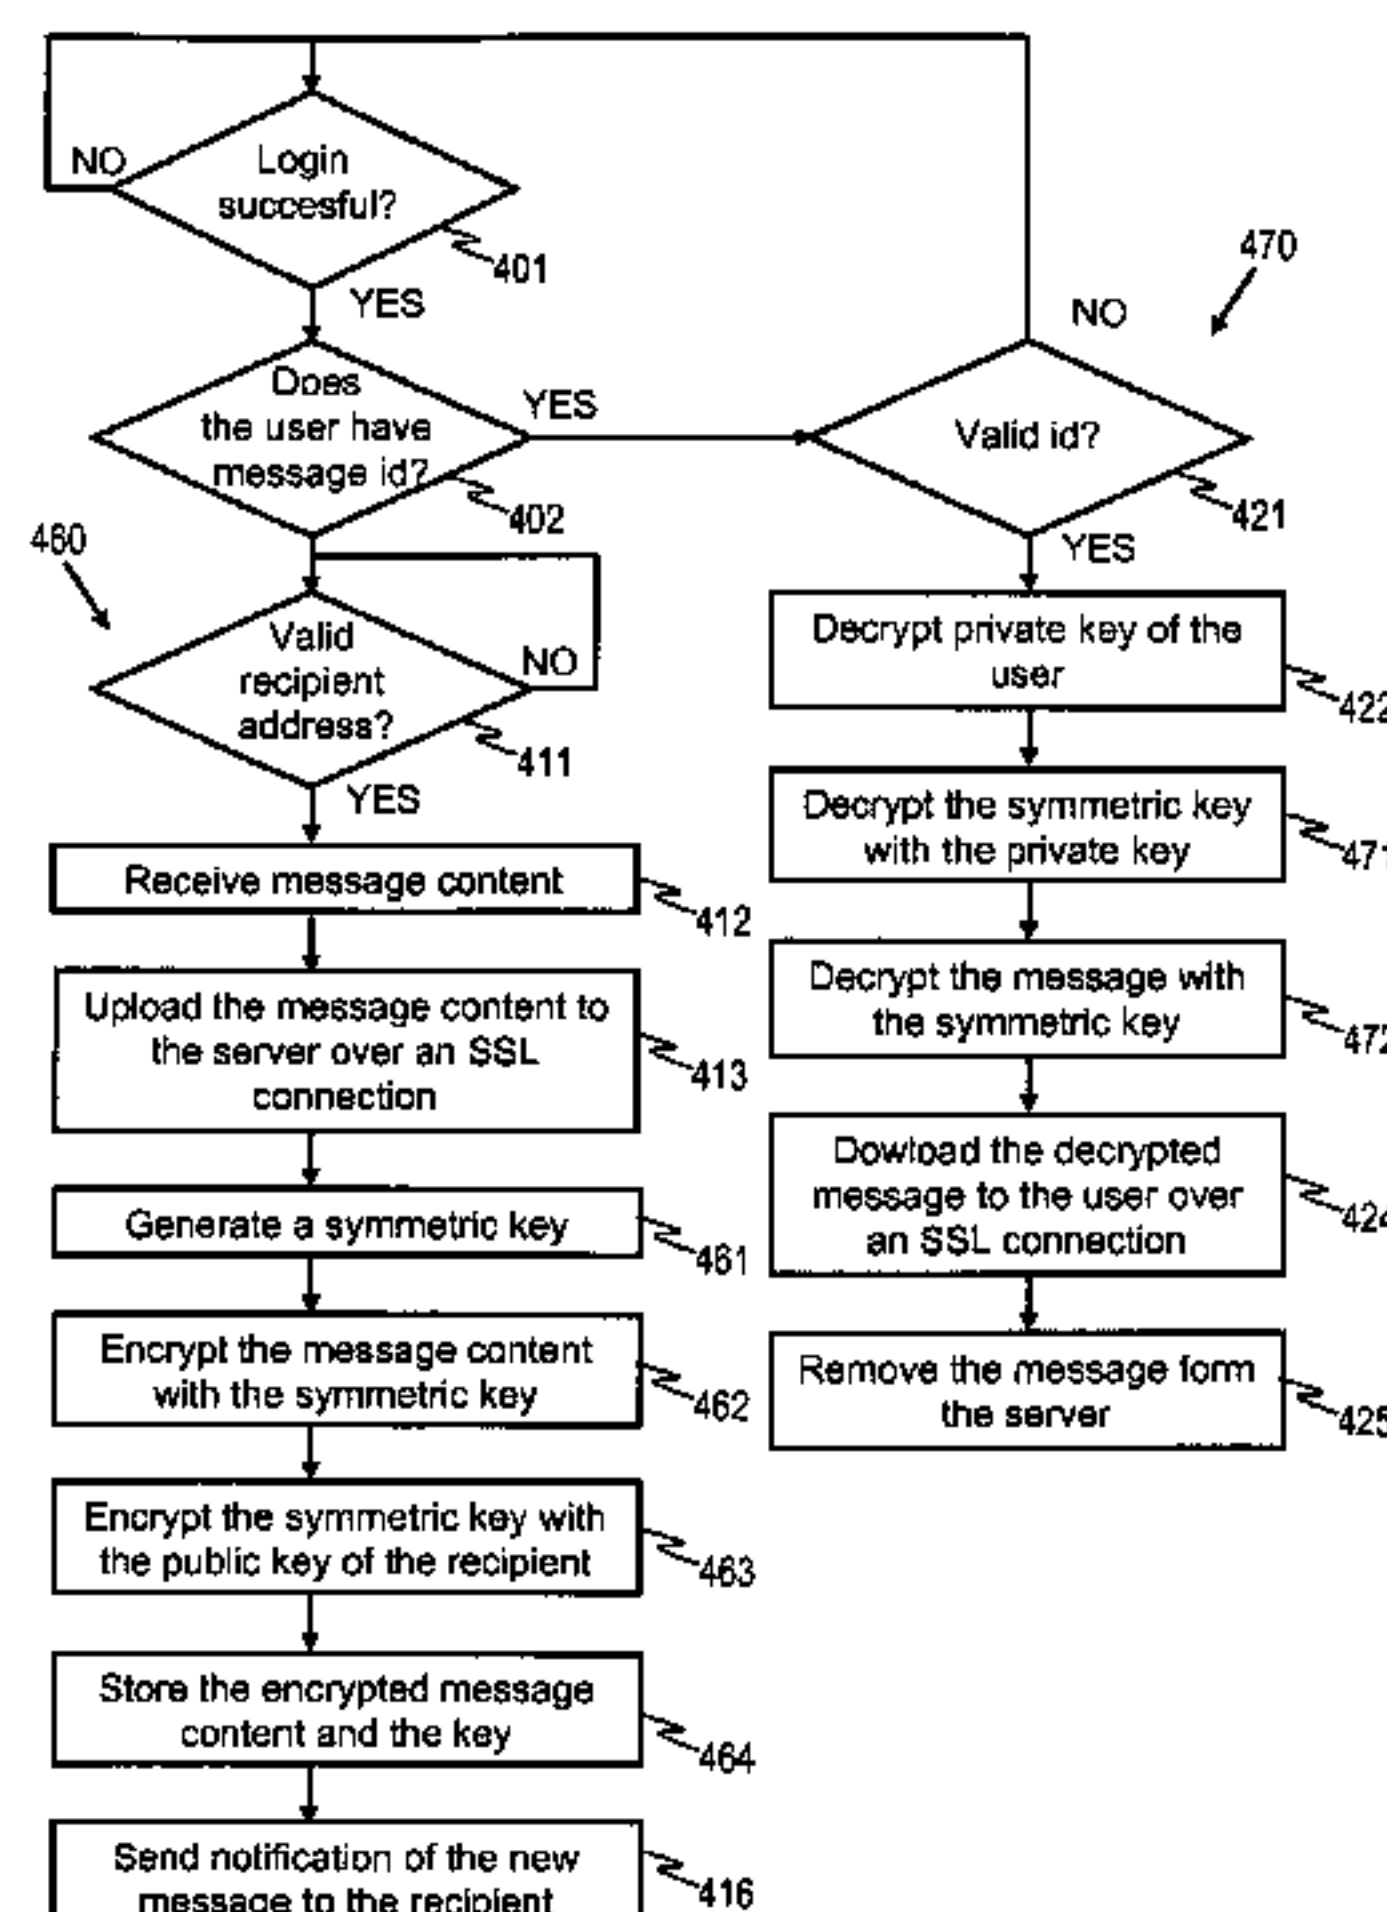 NO
Login
succesful?
401
YES
470
NO
Does
the user have
message id?
402
YES
Valid id?
421
YES
460
Valid
recipient
address?
NO
411
YES
Receive message content
412
Upload the message content to
the server over an SSL
connection
413
Generate a symmetric key
461
Encrypt the message content
with the symmetric key
462
Encrypt the symmetric key with
the public key of the recipient
463
Store the encrypted message
content and the key
464
Send notification of the new
message to the recipient
416
Decrypt private key of the
user
422
Decrypt the symmetric key
with the private key
471
Decrypt the message with
the symmetric key
472
Dowload the decrypted
message to the user over
an SSL connection
424
Remove the message form
the server
425